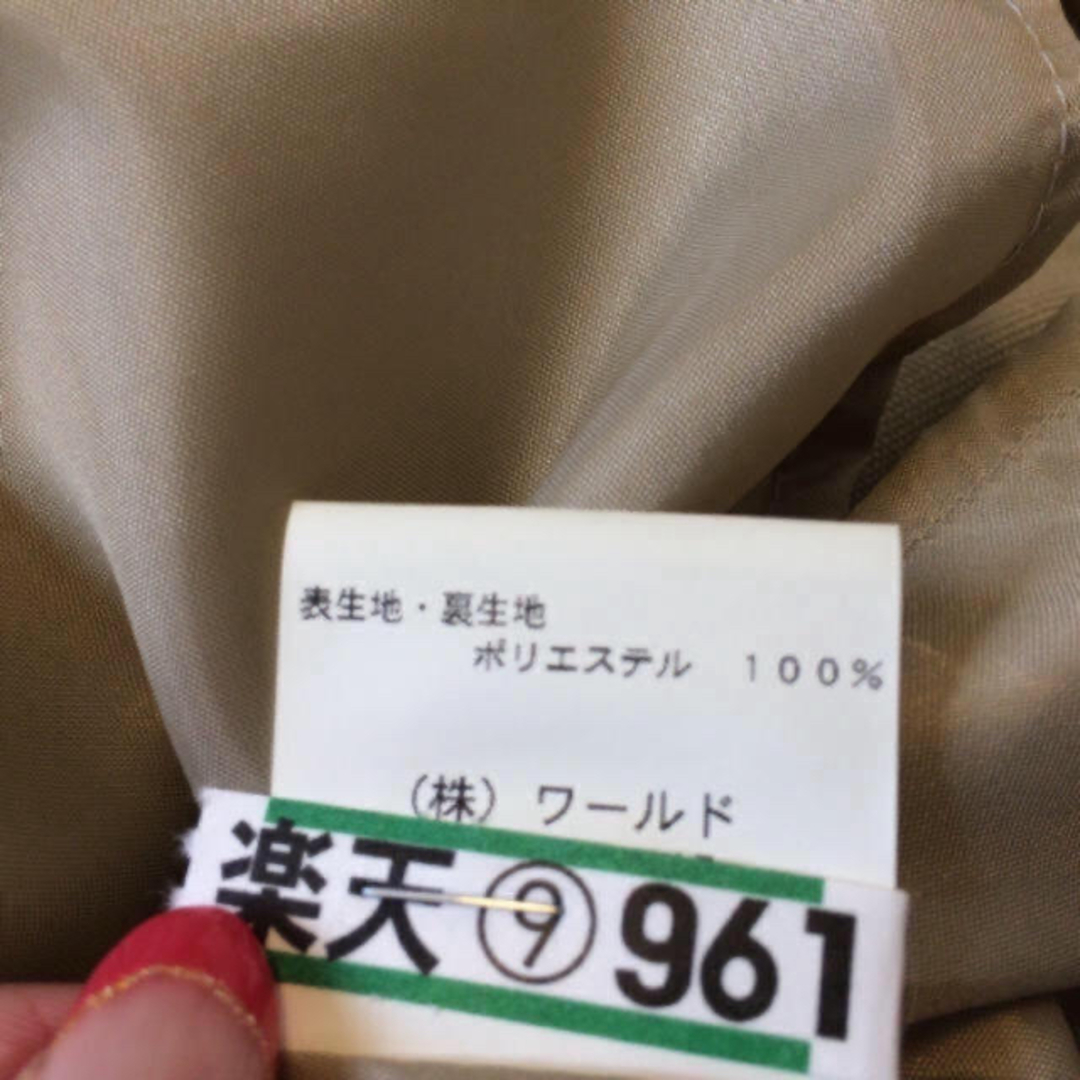 表生地・裏生地
ポリエステル 100%
(株) ワールド
楽天⑨961